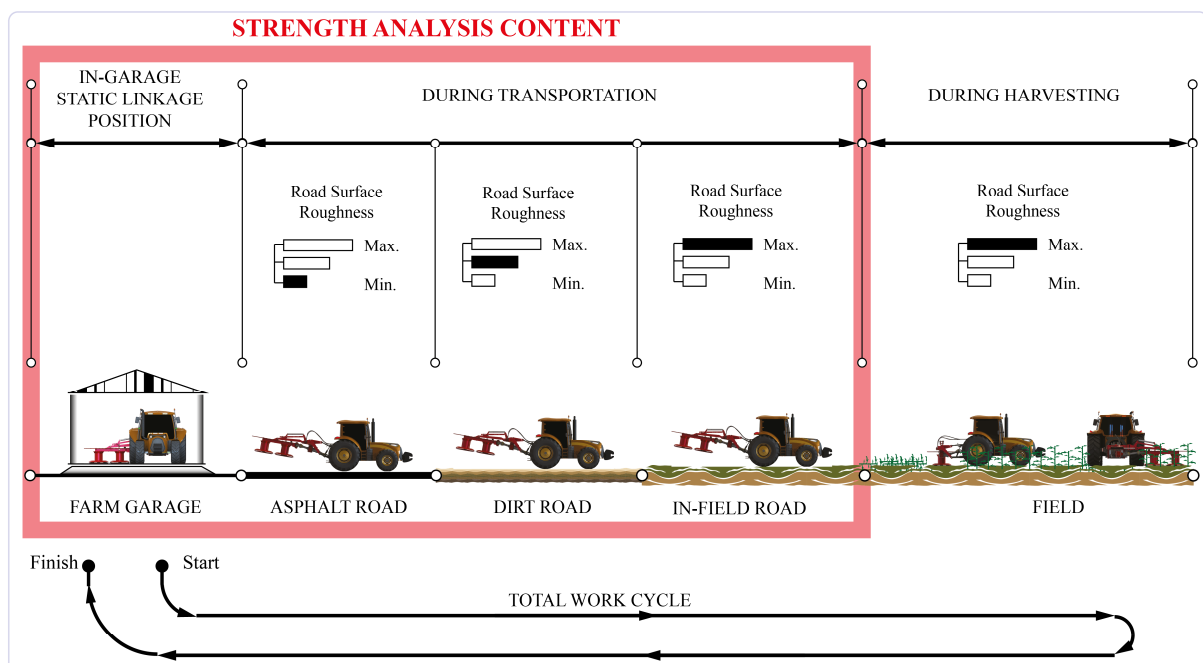 STRENGTH ANALYSIS CONTENT
IN-GARAGE
STATIC LINKAGE
POSITION
DURING TRANSPORTATION
DURING HARVESTING
Road Surface
Roughness
Max.
Min.
Road Surface
Roughness
Max.
Min.
Road Surface
Roughness
Max.
Min.
Road Surface
Roughness
Max.
Min.
FARM GARAGE
ASPHALT ROAD
DIRT ROAD
IN-FIELD ROAD
FIELD
Finish
Start
TOTAL WORK CYCLE